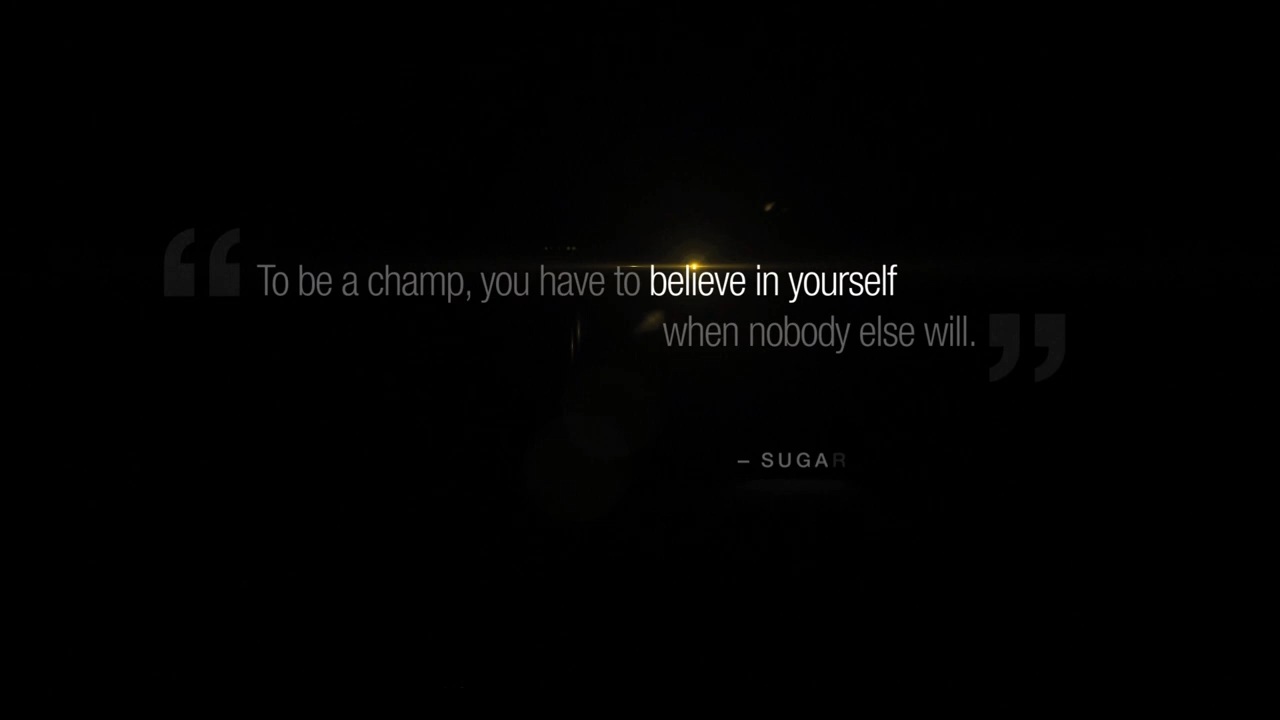 “To be a champ, you have to believe in yourself
when nobody else will.”
– SUGAR